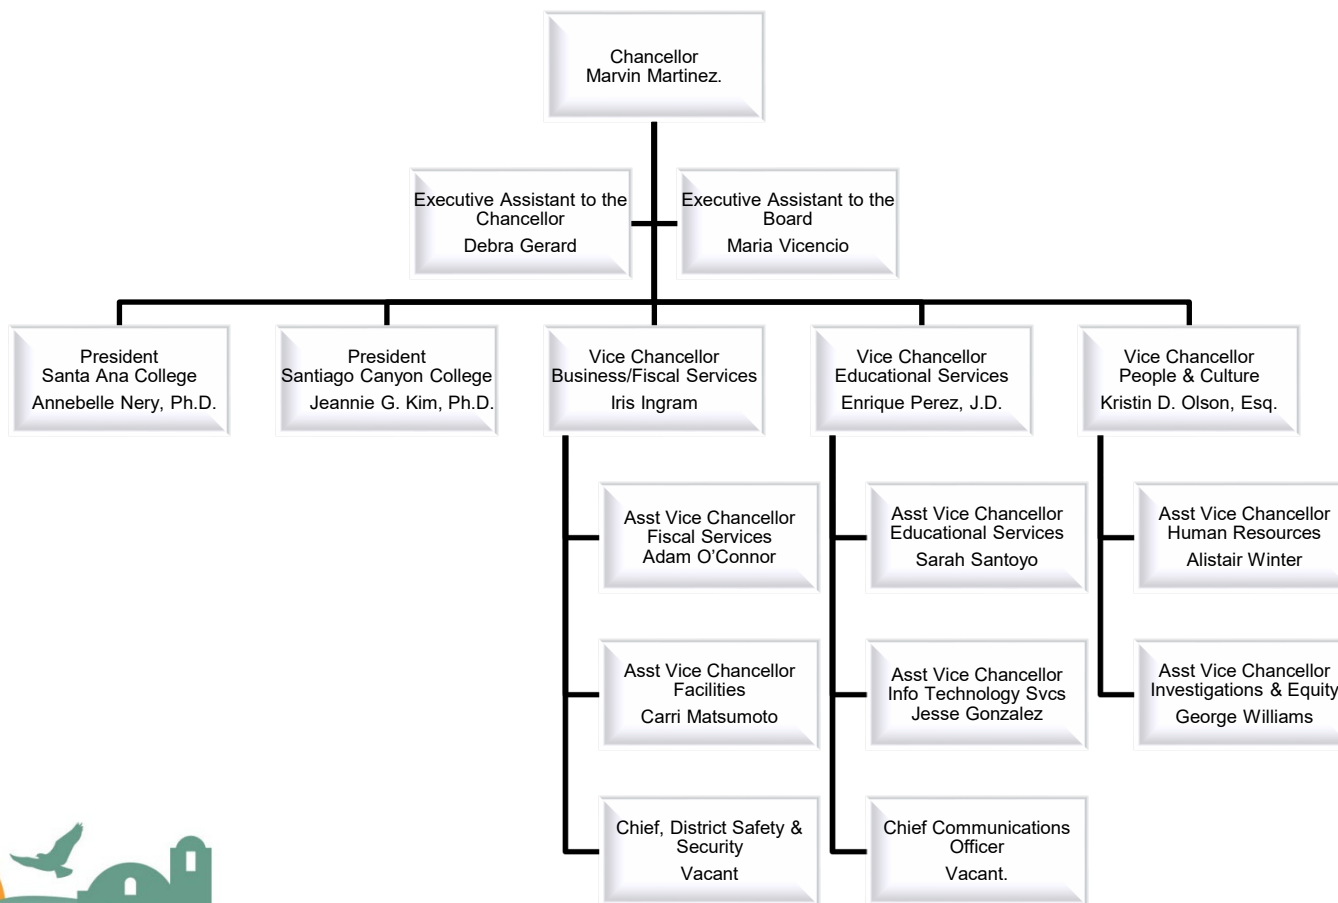 Chancellor
Marvin Martinez.
Executive Assistant to the
Chancellor
Debra Gerard
Executive Assistant to the
Board
Maria Vicencio
President
Santa Ana College
Annebelle Nery, Ph.D.
President
Santiago Canyon College
Jeannie G. Kim, Ph.D.
Vice Chancellor
Business/Fiscal Services
Iris Ingram
Vice Chancellor
Educational Services
Enrique Perez, J.D.
Vice Chancellor
People & Culture
Kristin D. Olson, Esq.
Asst Vice Chancellor
Fiscal Services
Adam O’Connor
Asst Vice Chancellor
Educational Services
Sarah Santoyo
Asst Vice Chancellor
Human Resources
Alistair Winter
Asst Vice Chancellor
Facilities
Carri Matsumoto
Asst Vice Chancellor
Info Technology Svcs
Jesse Gonzalez
Asst Vice Chancellor
Investigations & Equity
George Williams
Chief, District Safety &
Security
Vacant
Chief Communications
Officer
Vacant.